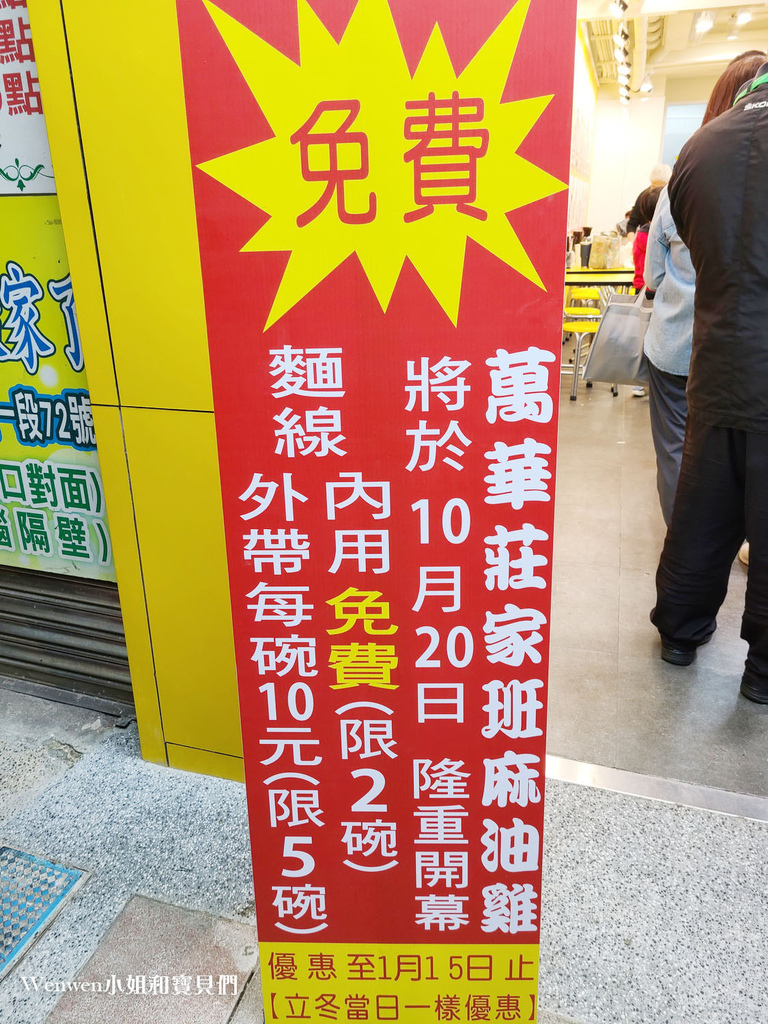 免費
萬華莊家班麻油雞
將於10月20日 隆重開幕
麵線
內用免費(限2碗)
外帶每碗10元(限5碗)
優惠至1月15日止
【立冬當日一樣優惠】
點
點
點
家了
一段72號
口對面)
隔壁)
Wenwen小姐和寶貝們